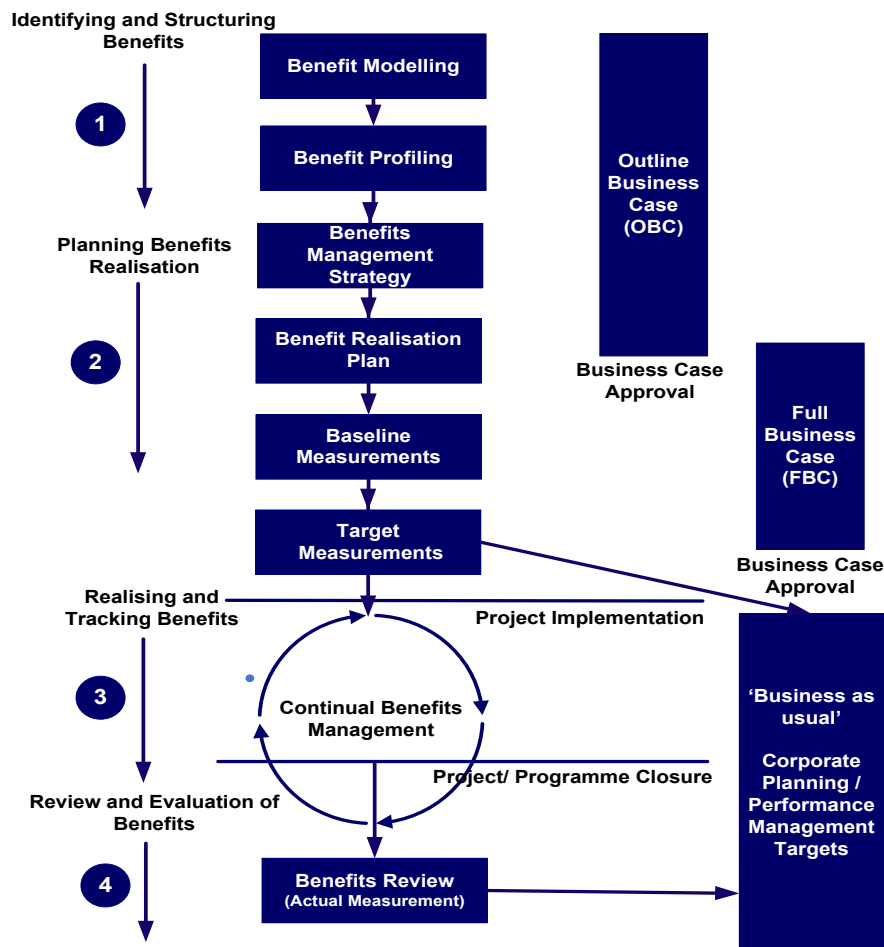 Identifying and Structuring
Benefits
1
Planning Benefits
Realisation
2
Realising and
Tracking Benefits
3
Review and Evaluation of
Benefits
4
Benefit Modelling
Benefit Profiling
Benefits
Management
Strategy
Benefit Realisation
Plan
Baseline
Measurements
Target
Measurements
Project Implementation
Continual Benefits
Management
Project/ Programme Closure
Benefits Review
(Actual Measurement)
Outline
Business
Case
(OBC)
Business Case
Approval
Full
Business
Case
(FBC)
Business Case
Approval
‘Business as
usual’
Corporate
Planning /
Performance
Management
Targets